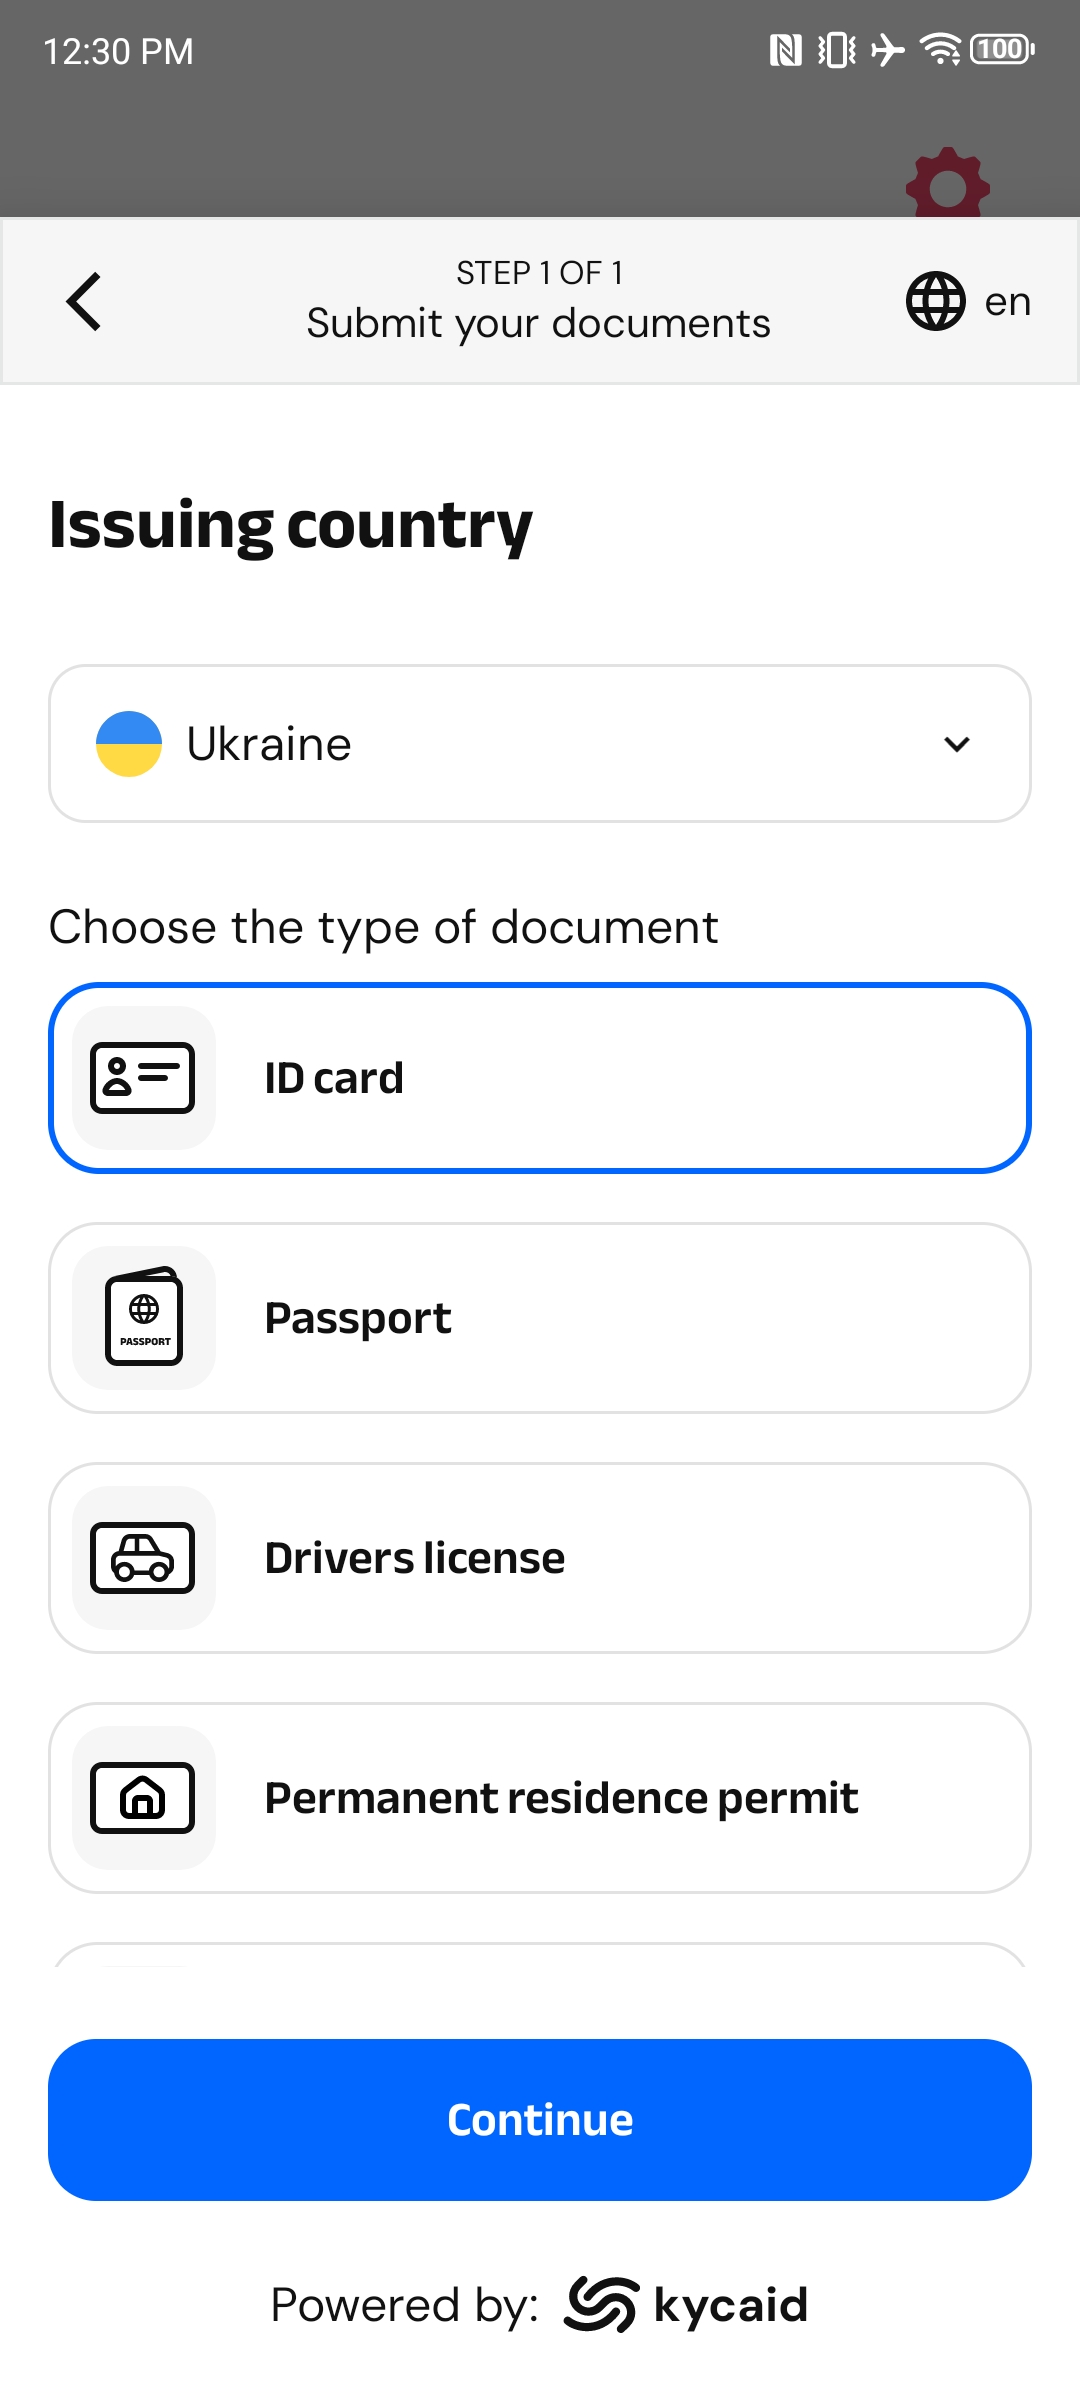 12:30 PM
100
STEP 1 OF 1
Submit your documents
en
Issuing country
Ukraine
Choose the type of document
ID card
PASSPORT
Passport
Drivers license
Permanent residence permit
Continue
Powered by: kycaid